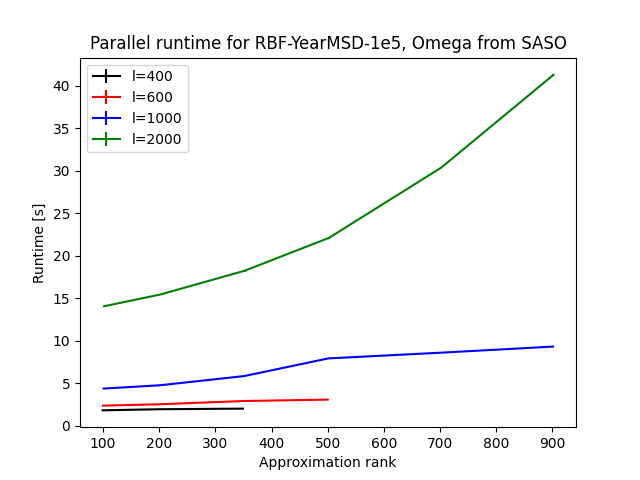 Parallel runtime for RBF-YearMSD-1e5, Omega from SASO
l=400
l=600
l=1000
l=2000
40
35
30
25
20
15
10
5
0
Runtime [s]
100 200 300 400 500 600 700 800 900
Approximation rank